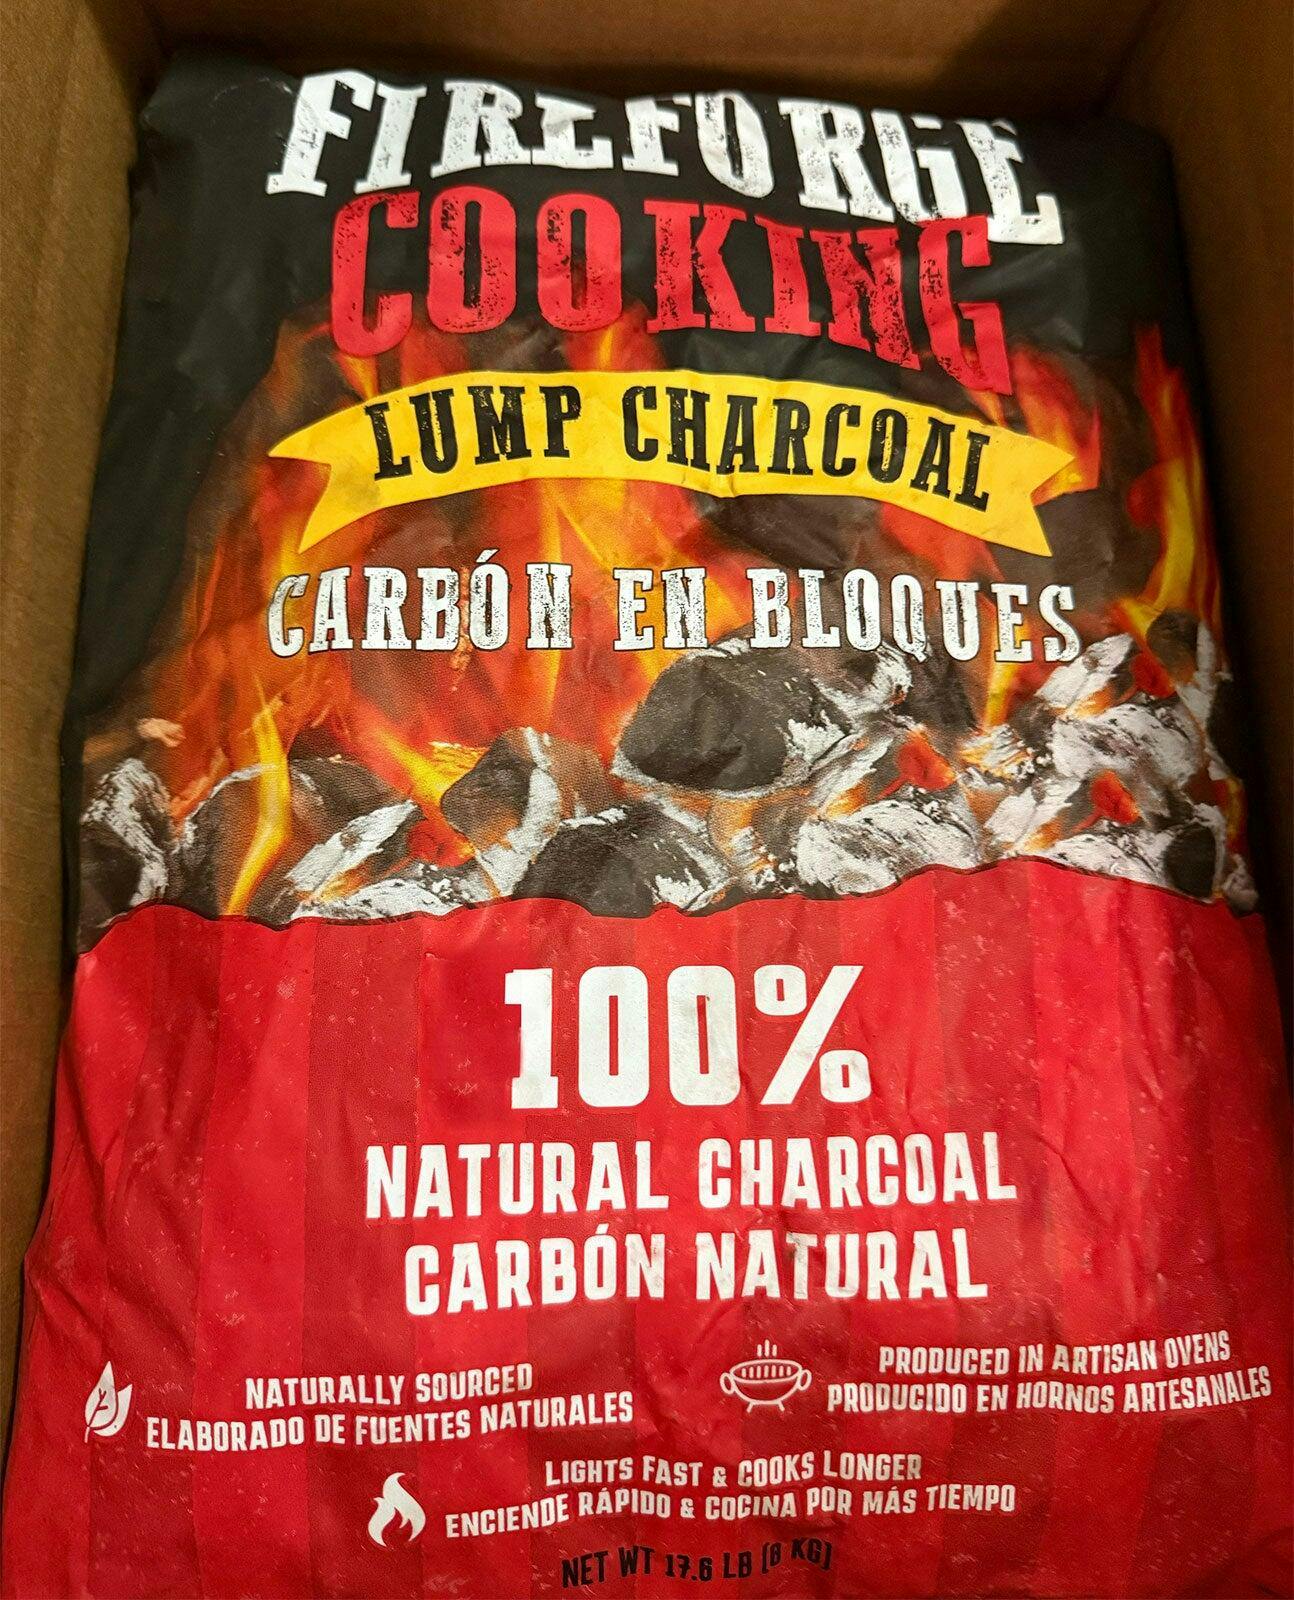 FIREFORGE
COOKING
LUMP CHARCOAL
CARBÓN EN BLOQUES
100%
NATURAL CHARCOAL
CARBÓN NATURAL
NATURALLY SOURCED
ELABORADO DE FUENTES NATURALES
PRODUCED IN ARTISAN OVENS
PRODUCIDO EN HORNOS ARTESANALES
LIGHTS FAST & COOKS LONGER
ENCIENDE RÁPIDO & COCINA POR MÁS TIEMPO
NET WT 17.6 LB (8 KG)